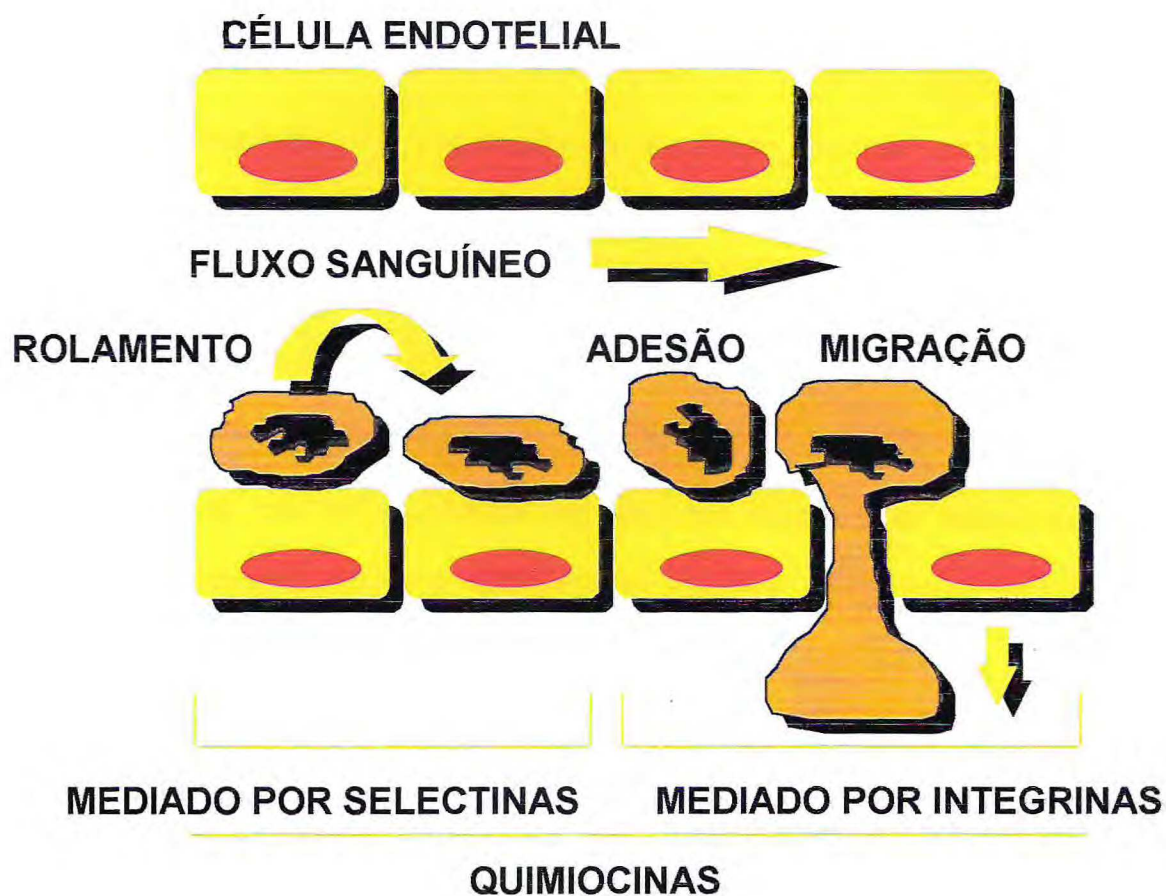 CÉLULA ENDOTELIAL
FLUXO SANGUÍNEO
ROLAMENTO
ADESÃO
MIGRAÇÃO
MEDIADO POR SELECTINAS
MEDIADO POR INTEGRINAS
QUIMIOCINAS